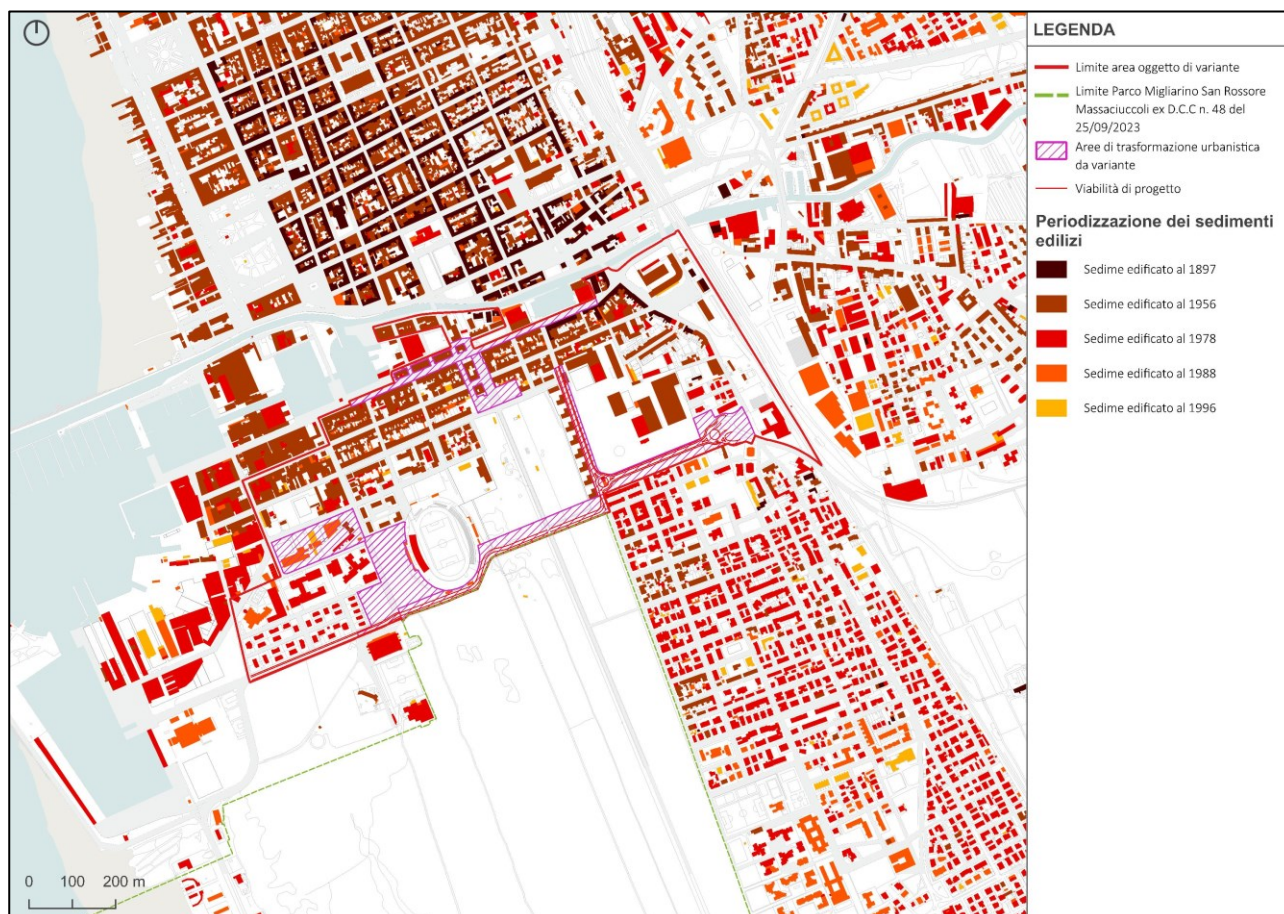 LEGENDA
Limite area oggetto di variante
Limite Parco Migliarino San Rossore
Massaciuccoli ex D.C.C n. 48 del
25/09/2023
Aree di trasformazione urbanistica
da variante
Viabilità di progetto
Periodizzazione dei sedimenti
edilizi
Sedime edificato al 1897
Sedime edificato al 1956
Sedime edificato al 1978
Sedime edificato al 1988
Sedime edificato al 1996
0 100 200 m